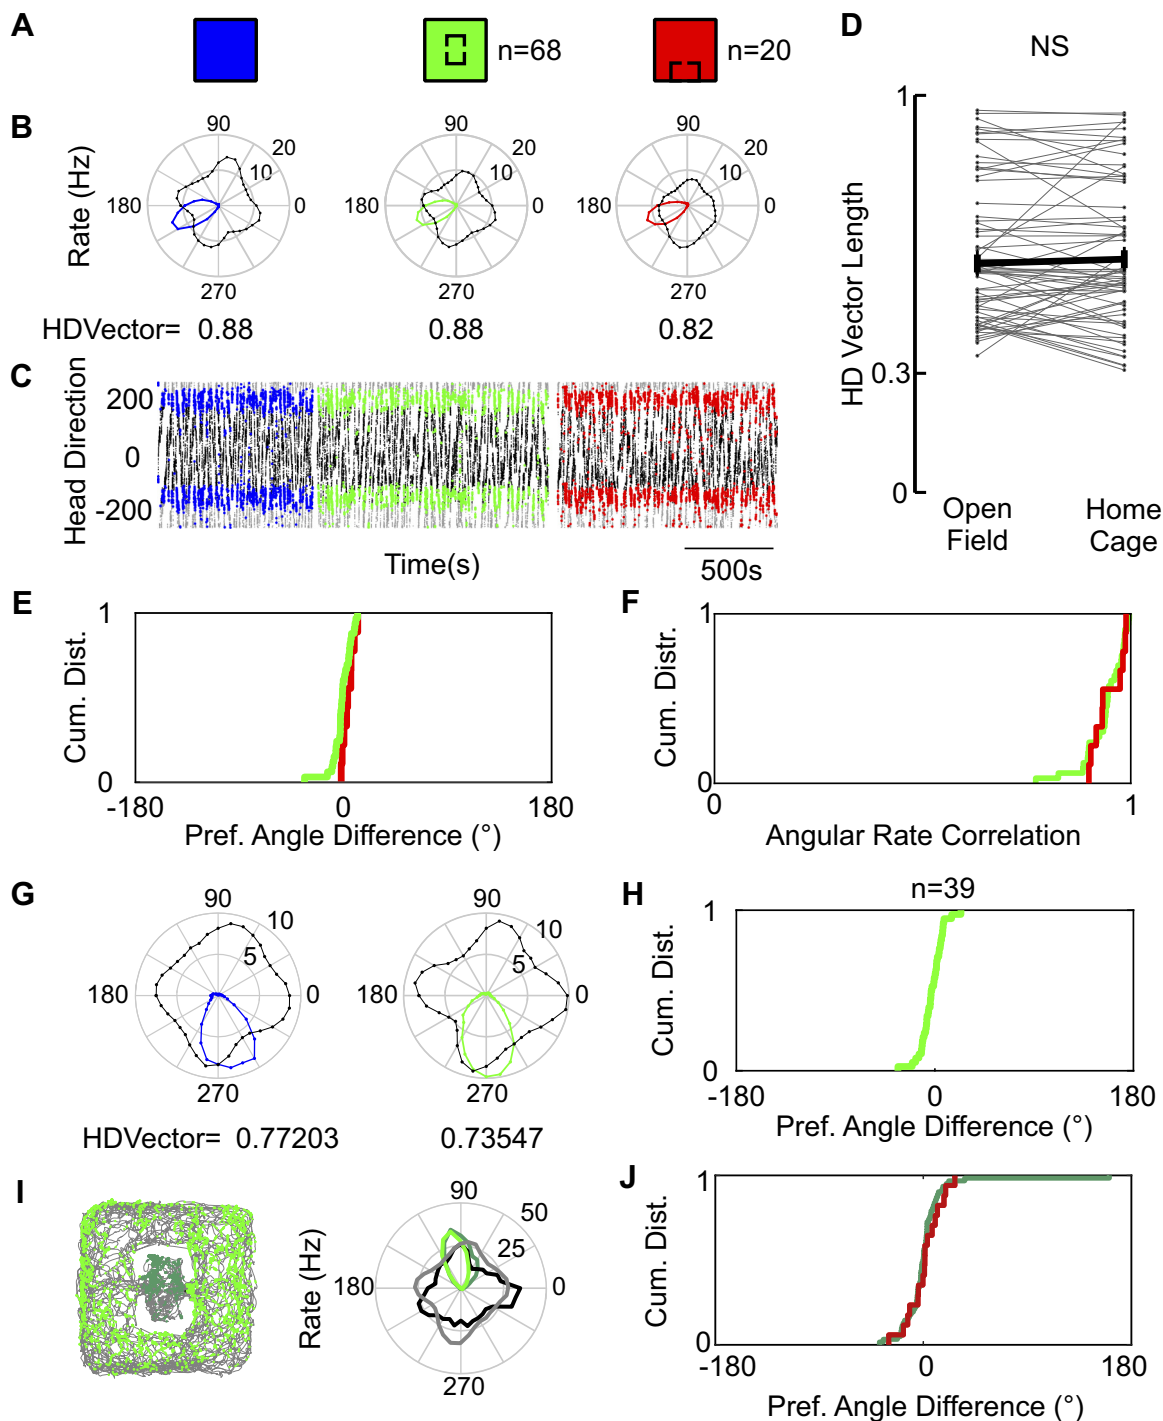 A
n=68
n=20
B
Rate (Hz)
90
20
10
180
0
270
90
20
10
180
0
270
90
20
10
180
0
270
HDVector= 0.88
0.88
0.82
C
Head Direction
200
0
-200
Time(s)
500s
D
NS
HD Vector Length
1
0.3
0
Open
Field
Home
Cage
E
Cum. Dist.
1
0
-180
0
180
Pref. Angle Difference (°)
F
Cum. Distr.
1
0
0
1
Angular Rate Correlation
G
90
10
5
180
0
270
90
10
5
180
0
270
HDVector= 0.77203
0.73547
H
n=39
Cum. Dist.
1
0
-180
0
180
Pref. Angle Difference (°)
I
Rate (Hz)
90
50
25
180
0
270
J
Cum. Dist.
1
0
-180
0
180
Pref. Angle Difference (°)